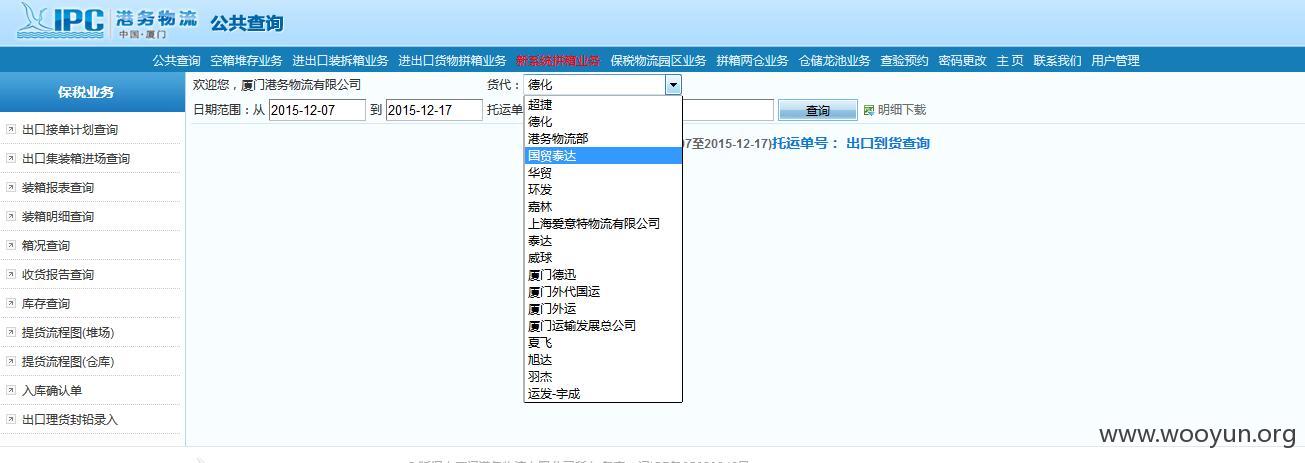 IPC 港务物流 公共查询
中国·厦门
公共查询 空箱堆存业务 进出口装拆箱业务 进出口货物拼箱业务 新系统拼箱业务 保税物流园区业务 拼箱两仓业务 仓储龙池业务 查验预约 密码更改 主 页 联系我们 用户管理
保税业务
出口接单计划查询
出口集装箱进场查询
装箱报表查询
装箱明细查询
箱况查询
收货报告查询
库存查询
提货流程图(堆场)
提货流程图(仓库)
入库确认单
出口理货封铅录入
欢迎您，厦门港务物流有限公司 货代： 德化
日期范围：从 2015-12-07 到 2015-12-17 托运单 查询 明细下载
07至2015-12-17)托运单号： 出口到货查询
超捷
德化
港务物流部
国贸泰达
华贸
环发
嘉林
上海爱意特物流有限公司
泰达
威球
厦门德迅
厦门外代国运
厦门外运
厦门运输发展总公司
夏飞
旭达
羽杰
运发-宇成
www.wooyun.org